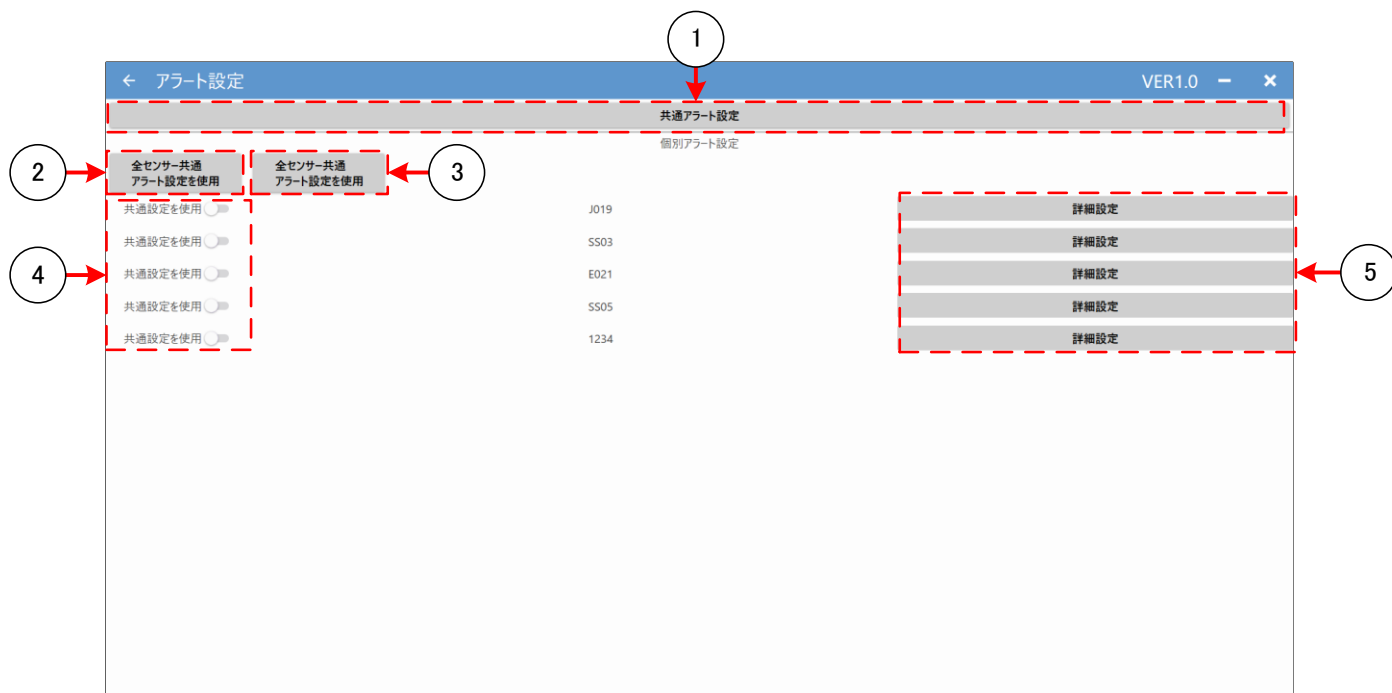 1
← アラート設定 VER1.0
共通アラート設定
個別アラート設定
2 全センサー共通 全センサー共通 3
アラート設定を使用 アラート設定を使用
共通設定を使用 J019 詳細設定
共通設定を使用 SS03 詳細設定
4 共通設定を使用 E021 詳細設定 5
共通設定を使用 SS05 詳細設定
共通設定を使用 1234 詳細設定